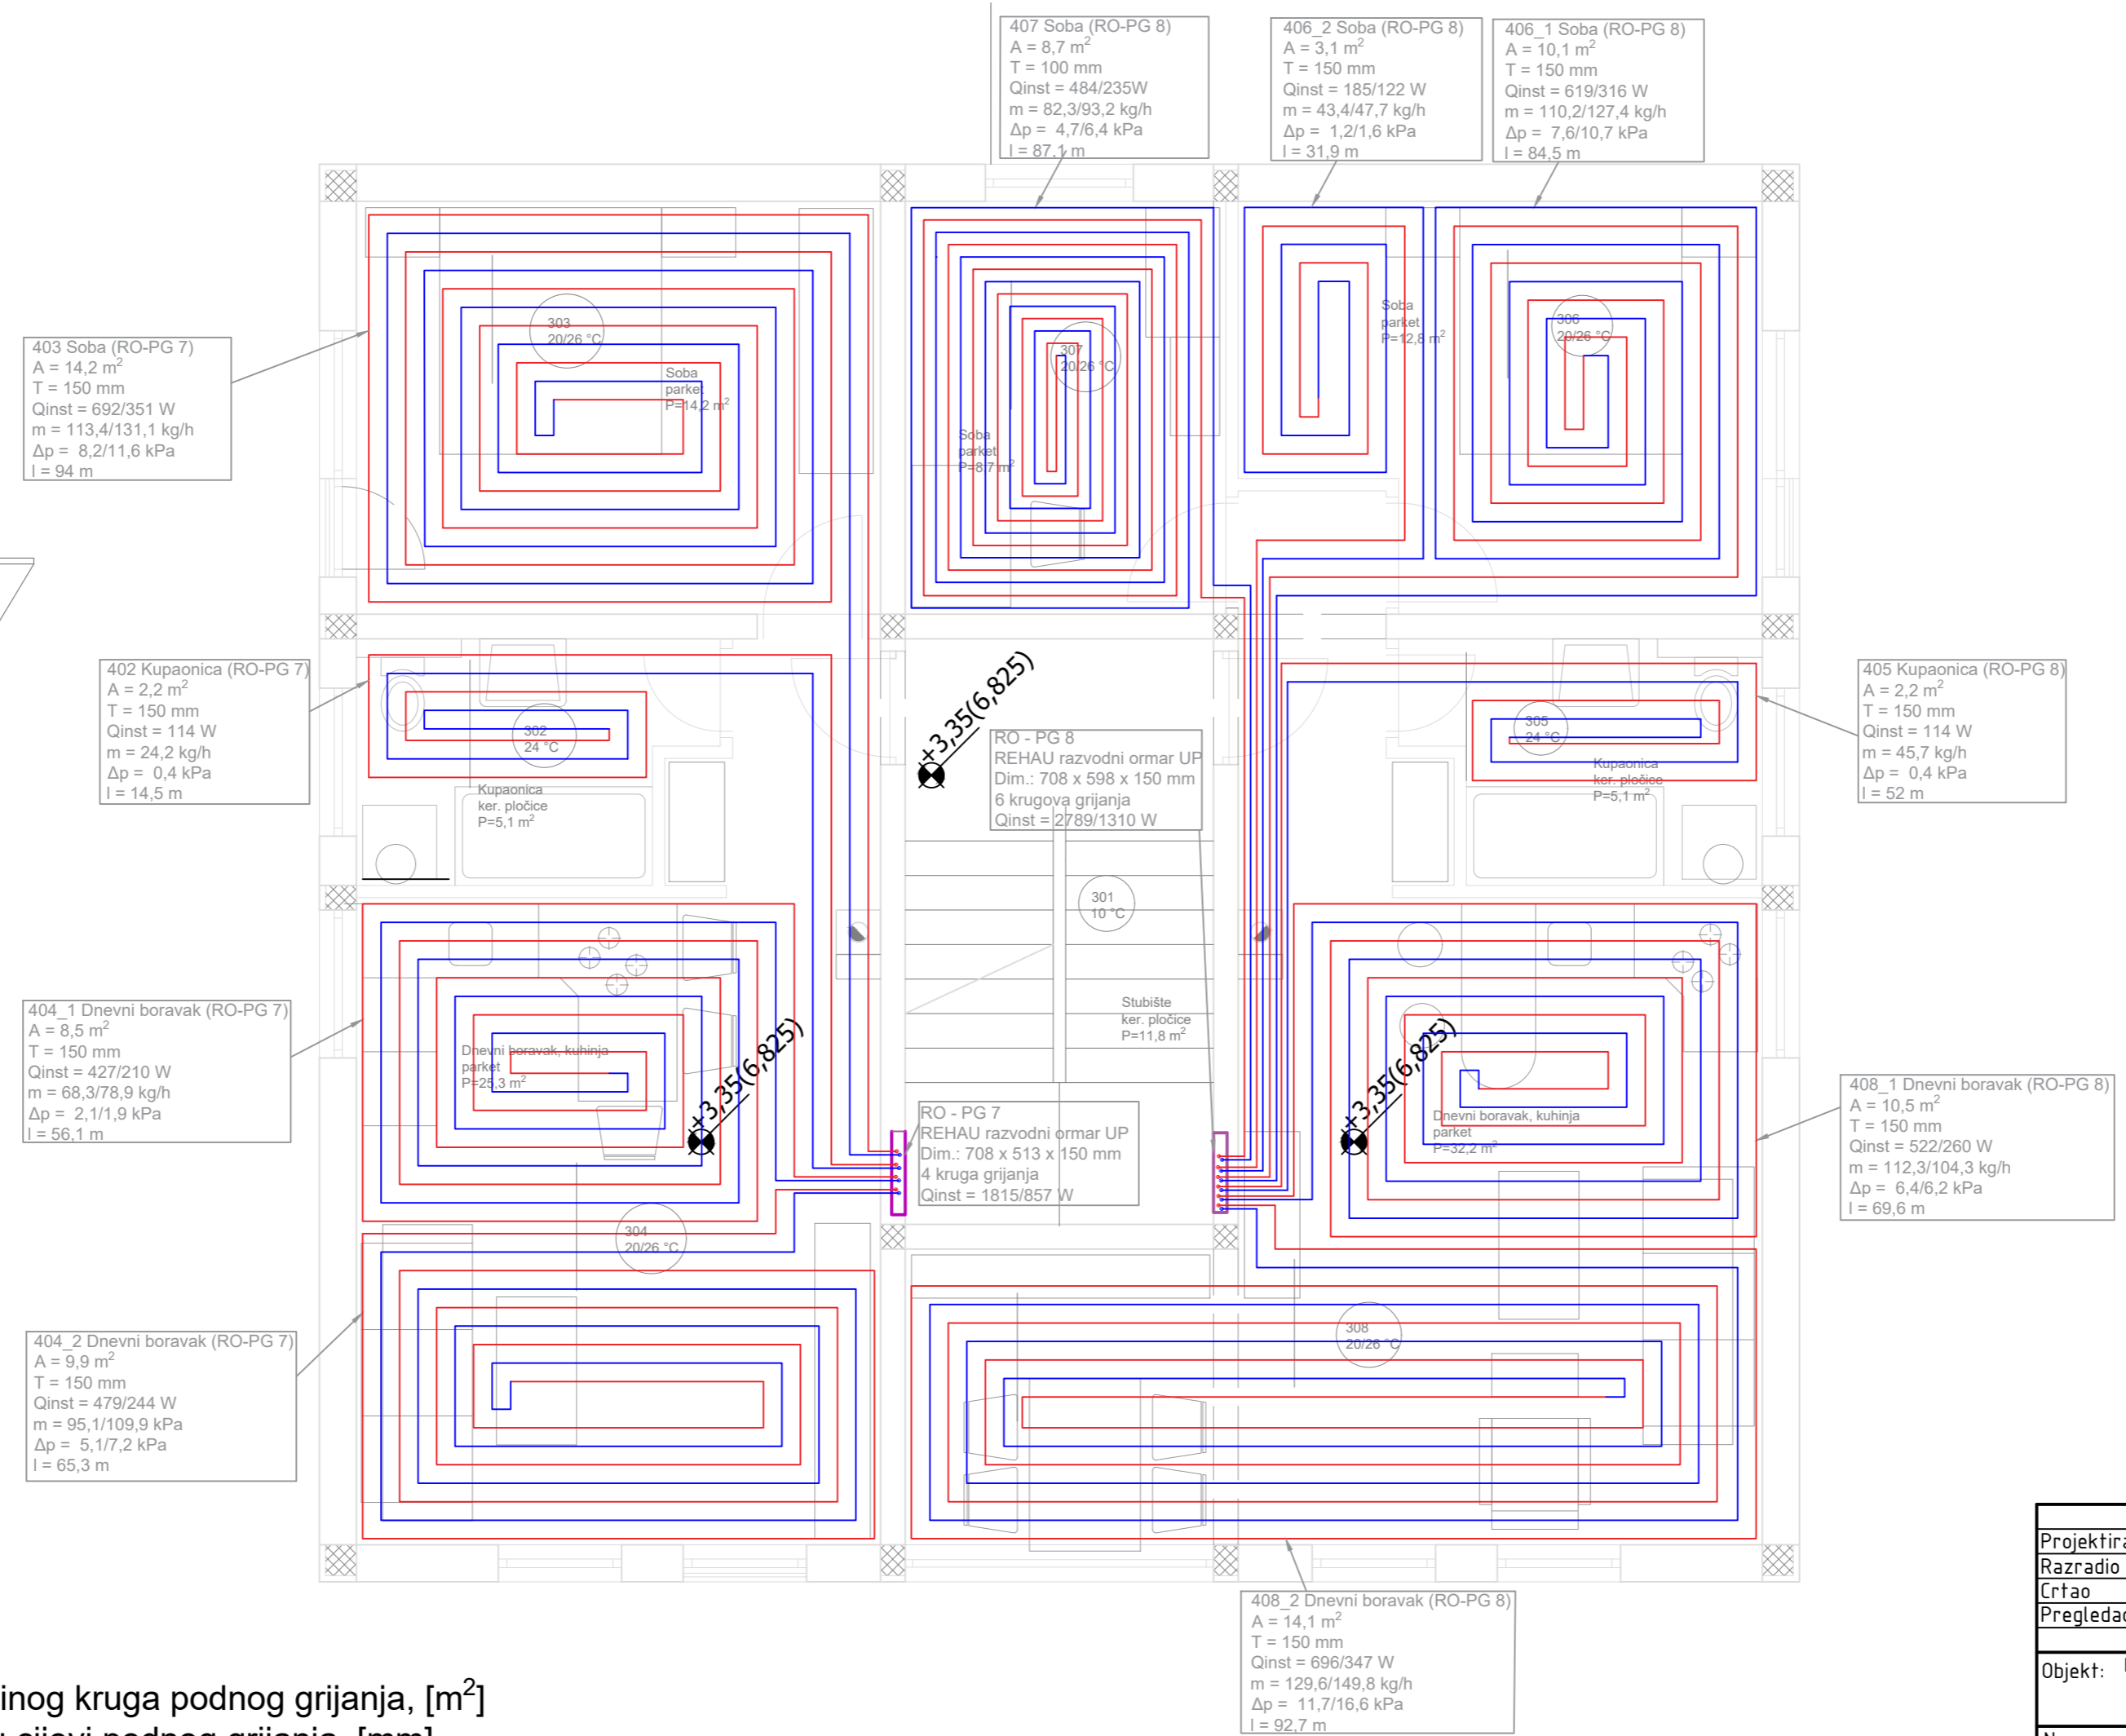 407 Soba (RO-PG 8)
A = 8,7 m²
T = 100 mm
Qinst = 484/235W
m = 82,3/93,2 kg/h
Δp =  4,7/6,4 kPa
l = 87,1 m
406_2 Soba (RO-PG 8)
A = 3,1 m²
T = 150 mm
Qinst = 185/122 W
m = 43,4/47,7 kg/h
Δp =  1,2/1,6 kPa
l = 31,9 m
406_1 Soba (RO-PG 8)
A = 10,1 m²
T = 150 mm
Qinst = 619/316 W
m = 110,2/127,4 kg/h
Δp =  7,6/10,7 kPa
l = 84,5 m
403 Soba (RO-PG 7)
A = 14,2 m²
T = 150 mm
Qinst = 692/351 W
m = 113,4/131,1 kg/h
Δp =  8,2/11,6 kPa
l = 94 m
303
20/26 °C
Soba
parket
P=14,2 m²
307
20/26 °C
Soba
parket
P=8,7 m²
Soba
parket
P=12,8 m²
306
20/26 °C
402 Kupaonica (RO-PG 7)
A = 2,2 m²
T = 150 mm
Qinst = 114 W
m = 24,2 kg/h
Δp =  0,4 kPa
l = 14,5 m
302
24 °C
Kupaonica
ker. pločice
P=5,1 m²
+3,35(6,825)
RO - PG 8
REHAU razvodni ormar UP
Dim.: 708 x 598 x 150 mm
6 krugova grijanja
Qinst = 2789/1310 W
305
24 °C
Kupaonica
ker. pločice
P=5,1 m²
405 Kupaonica (RO-PG 8)
A = 2,2 m²
T = 150 mm
Qinst = 114 W
m = 45,7 kg/h
Δp =  0,4 kPa
l = 52 m
301
10 °C
Stubište
ker. pločice
P=11,8 m²
404_1 Dnevni boravak (RO-PG 7)
A = 8,5 m²
T = 150 mm
Qinst = 427/210 W
m = 68,3/78,9 kg/h
Δp =  2,1/1,9 kPa
l = 56,1 m
Dnevni boravak, kuhinja
parket
P=25,3 m²
+3,35(6,825)
RO - PG 7
REHAU razvodni ormar UP
Dim.: 708 x 513 x 150 mm
4 kruga grijanja
Qinst = 1815/857 W
+3,35(6,825)
Dnevni boravak, kuhinja
parket
P=32,2 m²
408_1 Dnevni boravak (RO-PG 8)
A = 10,5 m²
T = 150 mm
Qinst = 522/260 W
m = 112,3/104,3 kg/h
Δp =  6,4/6,2 kPa
l = 69,6 m
304
20/26 °C
404_2 Dnevni boravak (RO-PG 7)
A = 9,9 m²
T = 150 mm
Qinst = 479/244 W
m = 95,1/109,9 kPa
Δp =  5,1/7,2 kPa
l = 65,3 m
308
20/26 °C
408_2 Dnevni boravak (RO-PG 8)
A = 14,1 m²
T = 150 mm
Qinst = 696/347 W
m = 129,6/149,8 kg/h
Δp =  11,7/16,6 kPa
l = 92,7 m
inog kruga podnog grijanja, [m²]
cijevi podnog grijanja, [mm]
Projektira
Razradio
Crtao
Pregledao
Objekt: